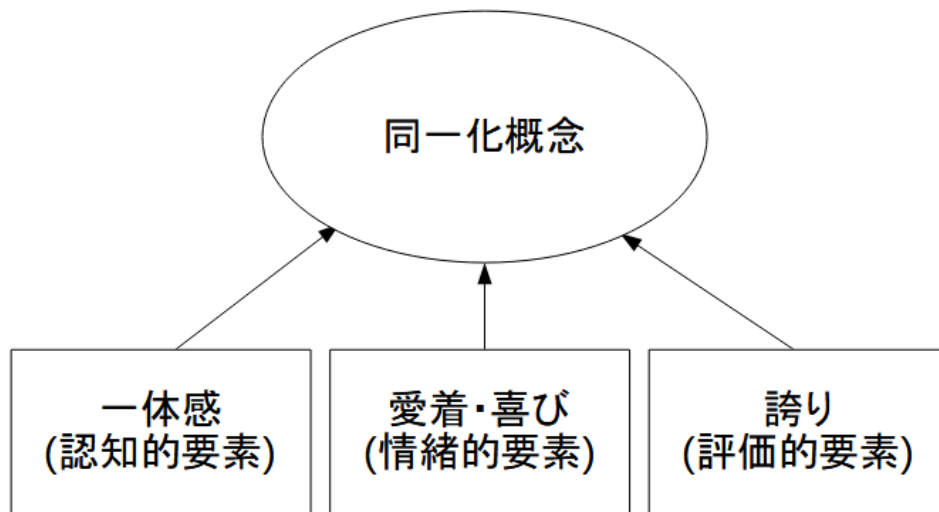 同一化概念
一体感
(認知的要素)
愛着・喜び
(情緒的要素)
誇り
(評価的要素)